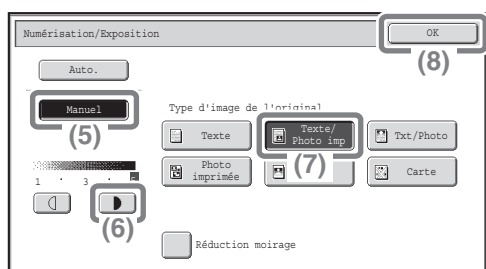 Numérisation/Exposition
OK
(8)
Auto.
Manuel
(5)
Type d'image de l'original
Texte
Texte/
Photo imp
Txt/Photo
(7)
Photo
imprimée
Carte
1 3 5
(6)
Réduction moirage